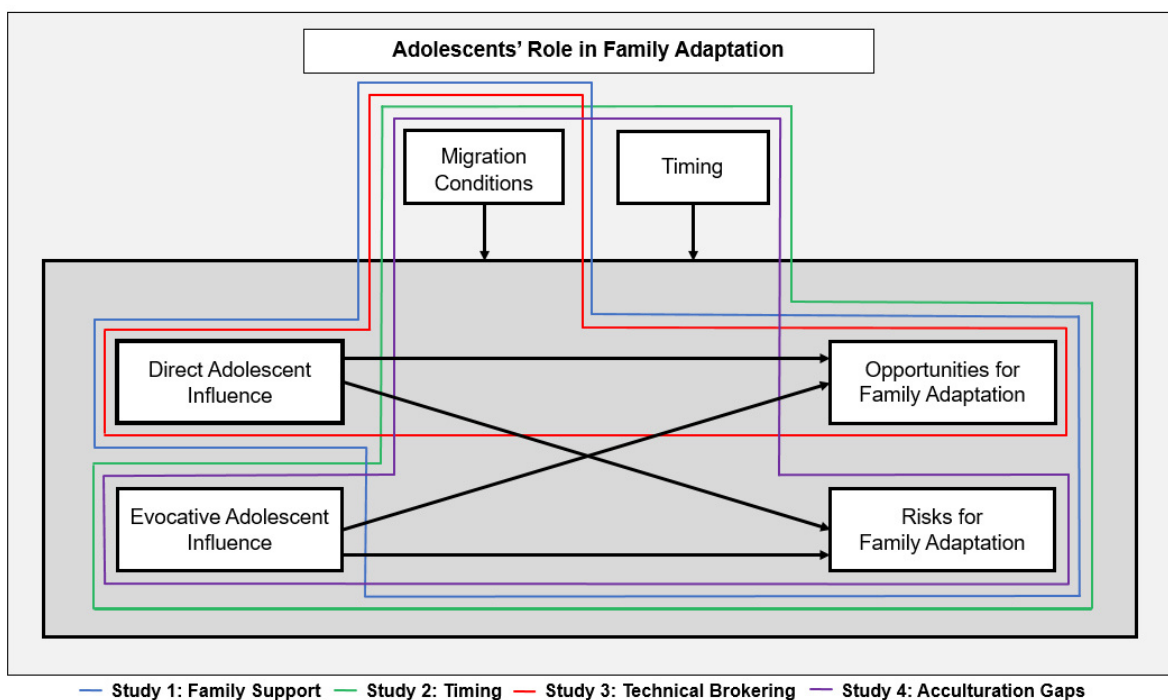 Adolescents' Role in Family Adaptation
Migration
Conditions
Timing
Direct Adolescent
Influence
Opportunities for
Family Adaptation
Evocative Adolescent
Influence
Risks for
Family Adaptation
Study 1: Family Support Study 2: Timing Study 3: Technical Brokering Study 4: Acculturation Gaps